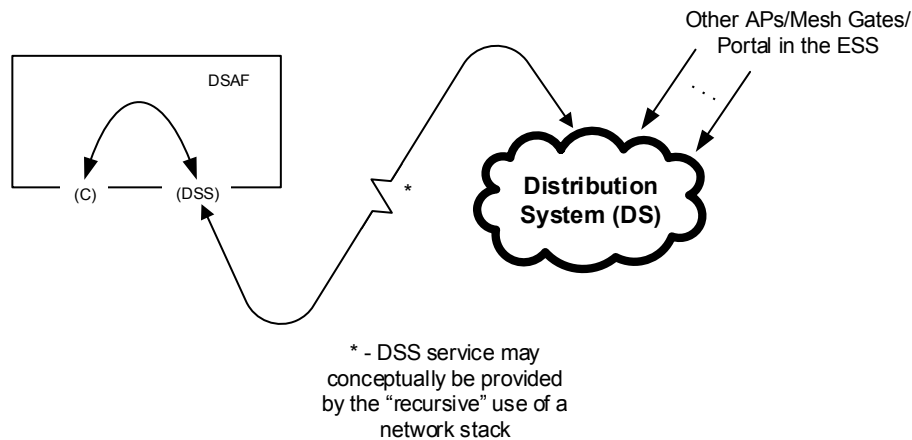 Other APs/Mesh Gates/
Portal in the ESS
DSAF
. . .
(C)
(DSS)
*
Distribution
System (DS)
* - DSS service may
conceptually be provided
by the “recursive” use of a
network stack